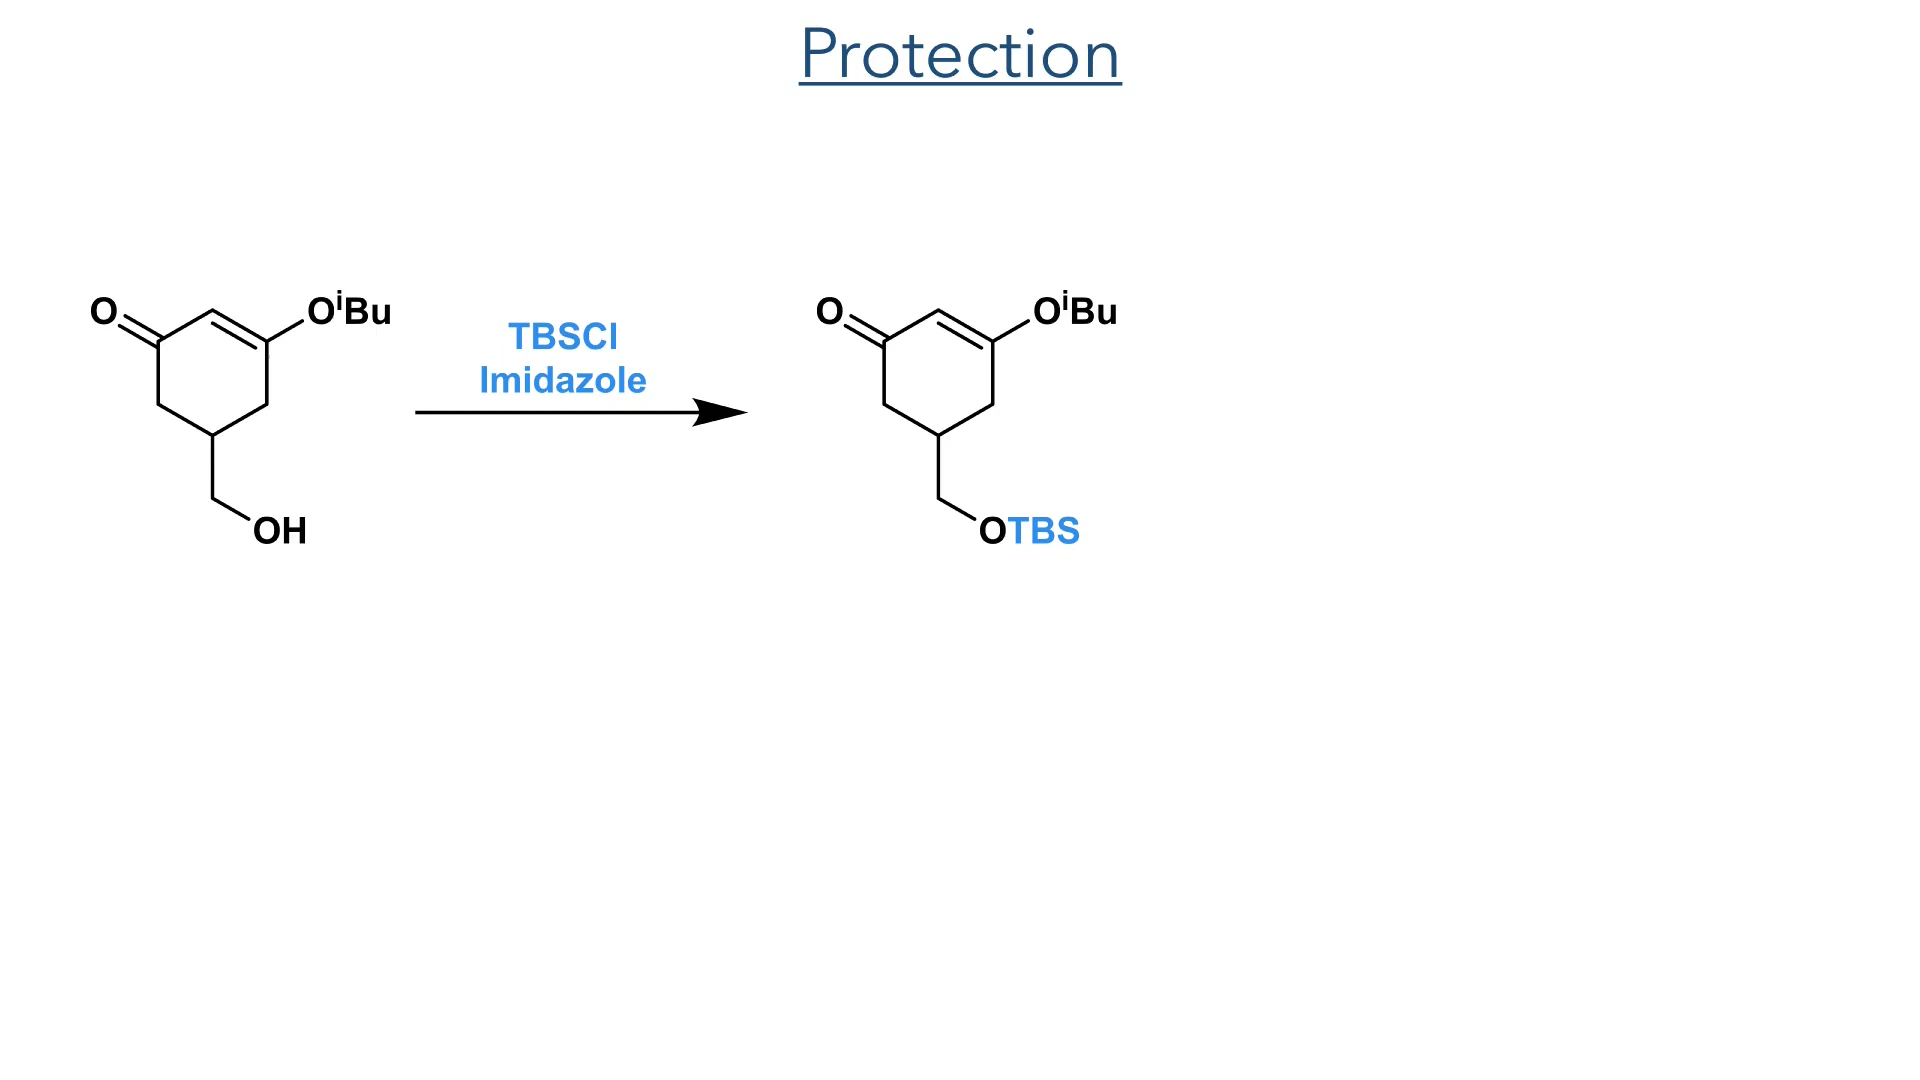 Protection
O
OⁱBu
TBSCl
Imidazole
OH
O
OⁱBu
OTBS